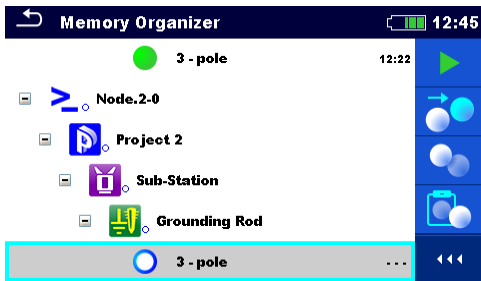 Memory Organizer 12:45
3 - pole 12:22
Node.2-0
Project 2
Sub-Station
Grounding Rod
3 - pole ---